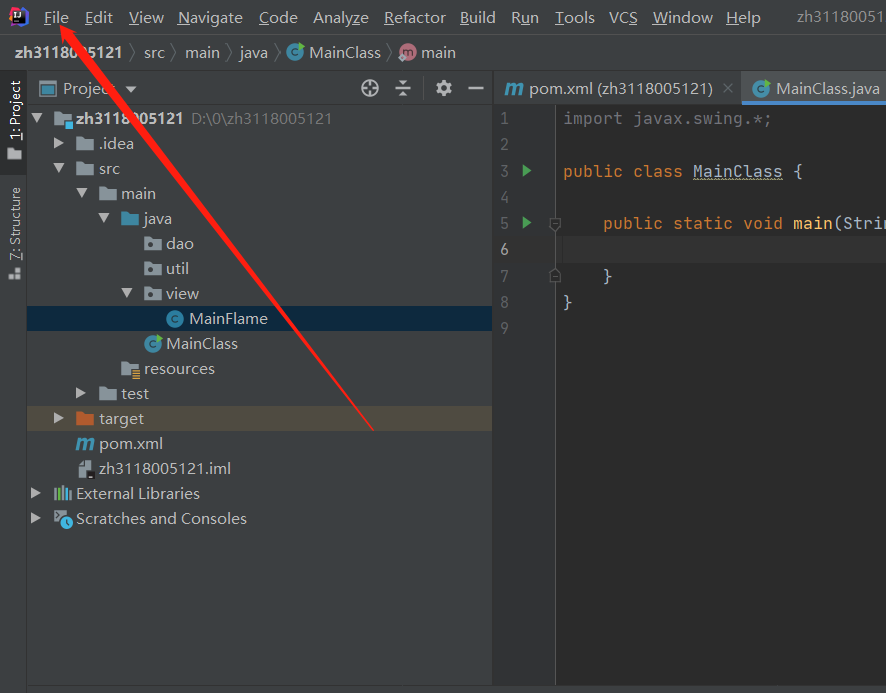 File Edit View Navigate Code Analyze Refactor Build Run Tools VCS Window Help zh311800512
zh3118005121 src main java MainClass main
1: Project
7: Structure
Project
zh3118005121 D:\0\zh3118005121
.idea
src
main
java
dao
util
view
MainFlame
MainClass
resources
test
target
pom.xml
zh3118005121.iml
External Libraries
Scratches and Consoles
pom.xml (zh3118005121) MainClass.java
1 import javax.swing.*;
2
3 public class MainClass {
4
5 public static void main(Strin
6
7 }
8 }
9